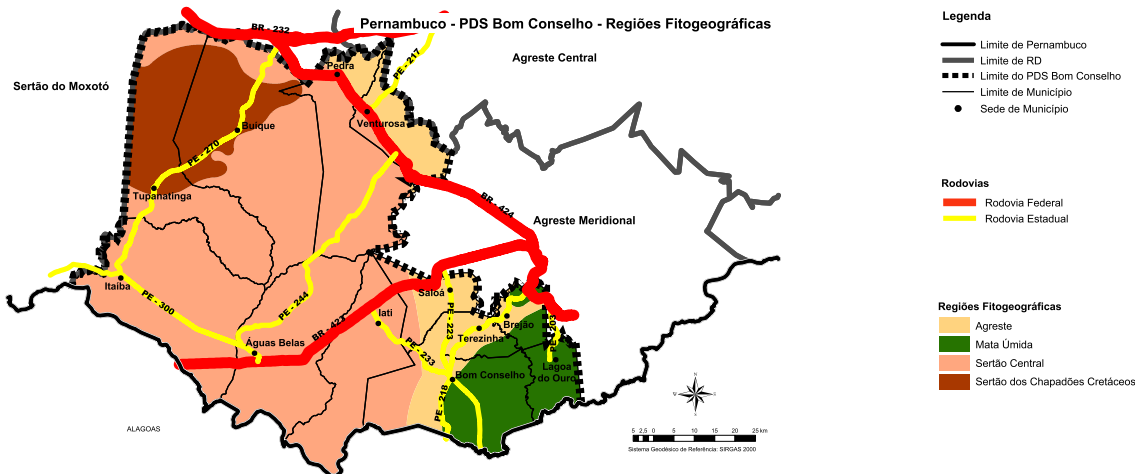 Pernambuco - PDS Bom Conselho - Regiões Fitogeográficas
BR - 232
PE - 217
Agreste Central
Sertão do Moxotó
Pedra
Venturosa
Buíque
PE - 270
Tupanatinga
BR - 424
Agreste Meridional
Itaíba
PE - 300
PE - 244
Saloá
Iati
BR - 423
PE - 223
Brejão
Terezinha
PE - 203
Águas Belas
PE - 233
Lagoa
do Ouro
Bom Conselho
PE - 218
ALAGOAS
N
S
5 2,5 0 5 10 15 20 25 km
Sistema Geodésico de Referência: SIRGAS 2000
Legenda
Limite de Pernambuco
Limite de RD
Limite do PDS Bom Conselho
Limite de Município
Sede de Município
Rodovias
Rodovia Federal
Rodovia Estadual
Regiões Fitogeográficas
Agreste
Mata Úmida
Sertão Central
Sertão dos Chapadões Cretáceos